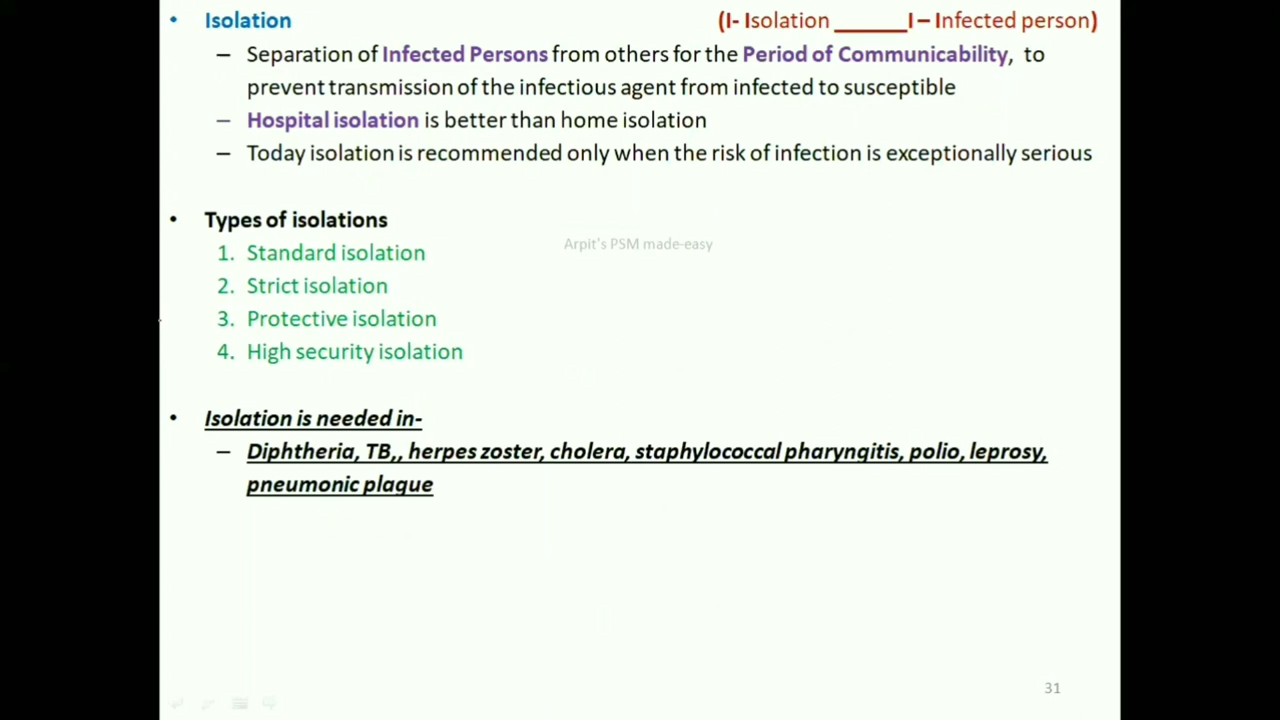 • Isolation (I- Isolation ______I – Infected person)
– Separation of Infected Persons from others for the Period of Communicability, to
prevent transmission of the infectious agent from infected to susceptible
– Hospital isolation is better than home isolation
– Today isolation is recommended only when the risk of infection is exceptionally serious
• Types of isolations
Arpit's PSM made-easy
1. Standard isolation
2. Strict isolation
3. Protective isolation
4. High security isolation
• Isolation is needed in-
– Diphtheria, TB,, herpes zoster, cholera, staphylococcal pharyngitis, polio, leprosy,
pneumonic plaque
31